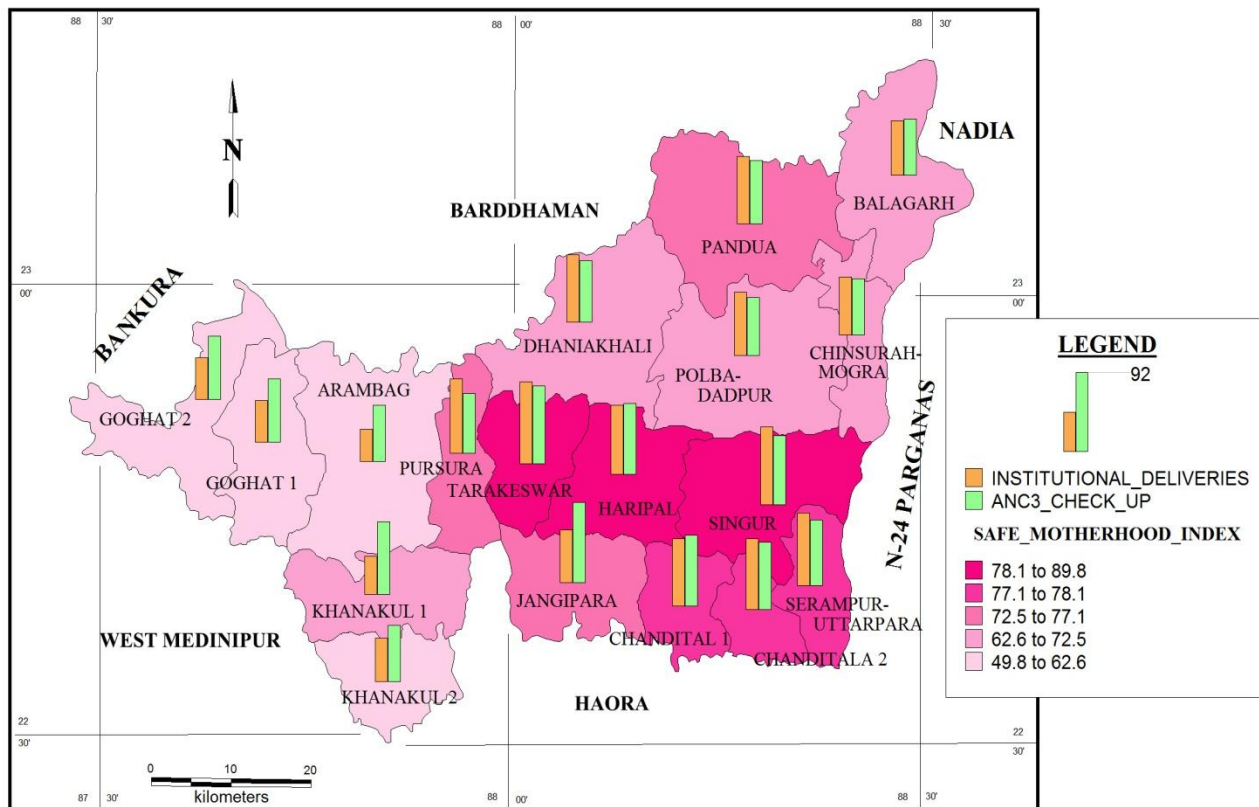 88 30'
88 00'
88 30'
N
NADIA
BALAGARH
BARDDHAMAN
PANDUA
23 00'
23 00'
BANKURA
DHANIAKHALI
CHINSURAH-
MOGRA
POLBA-
DADPUR
ARAMBAG
GOGHAT 2
GOGHAT 1
PURSURA
TARAKESWAR
HARIPAL
SINGUR
N-24 PARGANAS
KHANAKUL 1
JANGIPARA
SERAMPUR-
UTTARPARA
CHANDITAL 1
CHANDITALA 2
WEST MEDINIPUR
KHANAKUL 2
HAORA
22 30'
22 30'
0 10 20
kilometers
87 30'
88 00'
88 30'
LEGEND
92
INSTITUTIONAL_DELIVERIES
ANC3_CHECK_UP
SAFE_MOTHERHOOD_INDEX
78.1 to 89.8
77.1 to 78.1
72.5 to 77.1
62.6 to 72.5
49.8 to 62.6